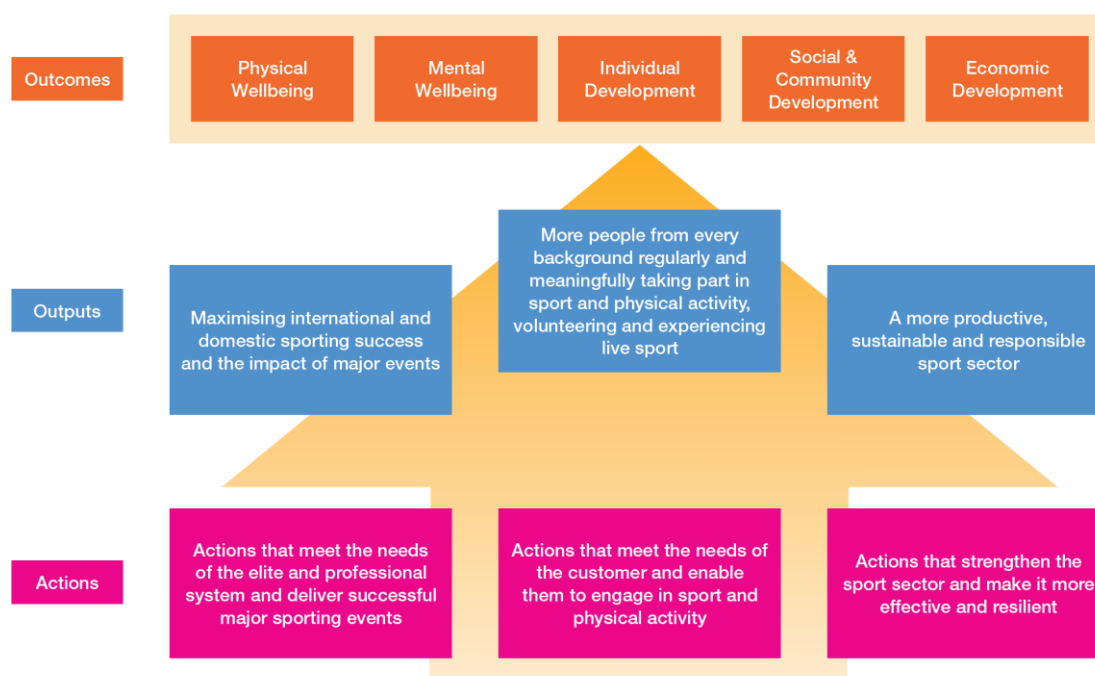 Outcomes
Physical
Wellbeing
Mental
Wellbeing
Individual
Development
Social &
Community
Development
Economic
Development
Outputs
Maximising international and
domestic sporting success
and the impact of major events
More people from every
background regularly and
meaningfully taking part in
sport and physical activity,
volunteering and experiencing
live sport
A more productive,
sustainable and responsible
sport sector
Actions
Actions that meet the needs
of the elite and professional
system and deliver successful
major sporting events
Actions that meet the needs of
the customer and enable
them to engage in sport and
physical activity
Actions that strengthen the
sport sector and make it more
effective and resilient